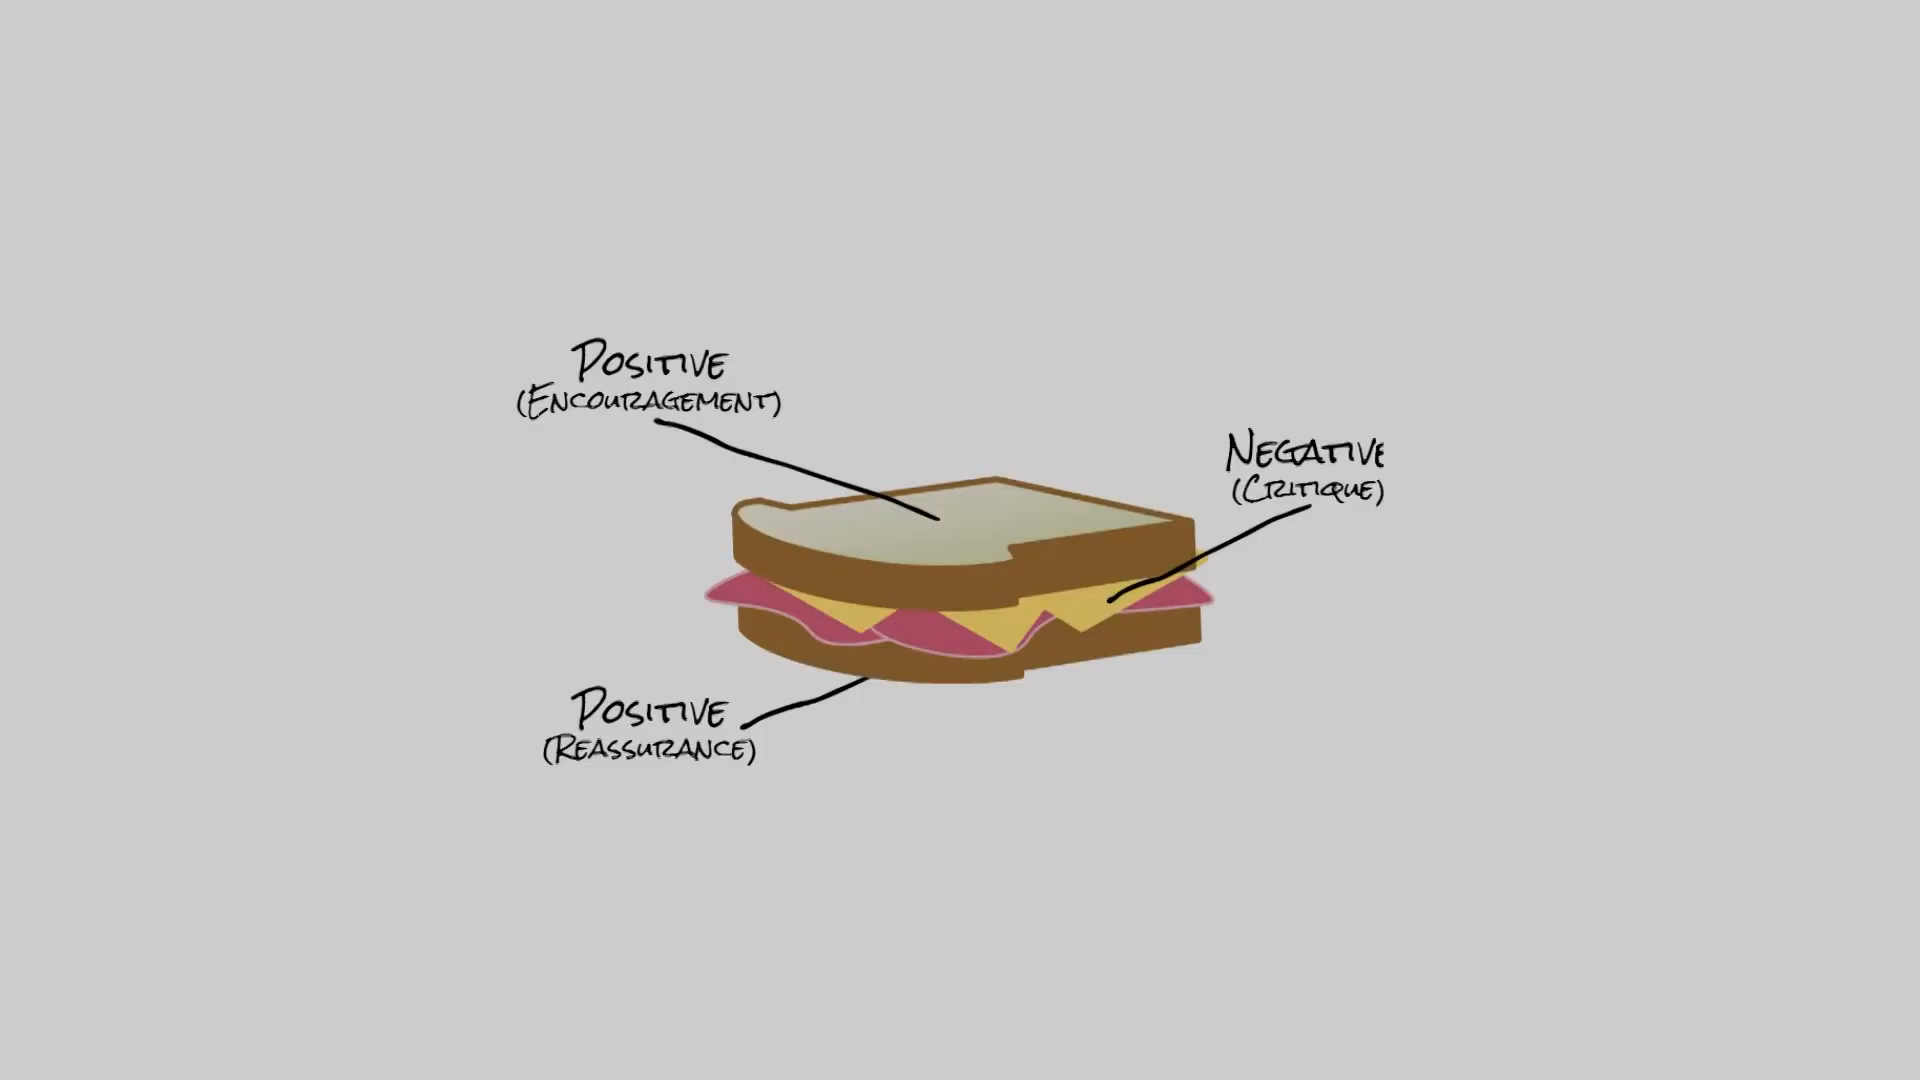 Positive
(Encouragement)
Negative
(Critique)
Positive
(Reassurance)